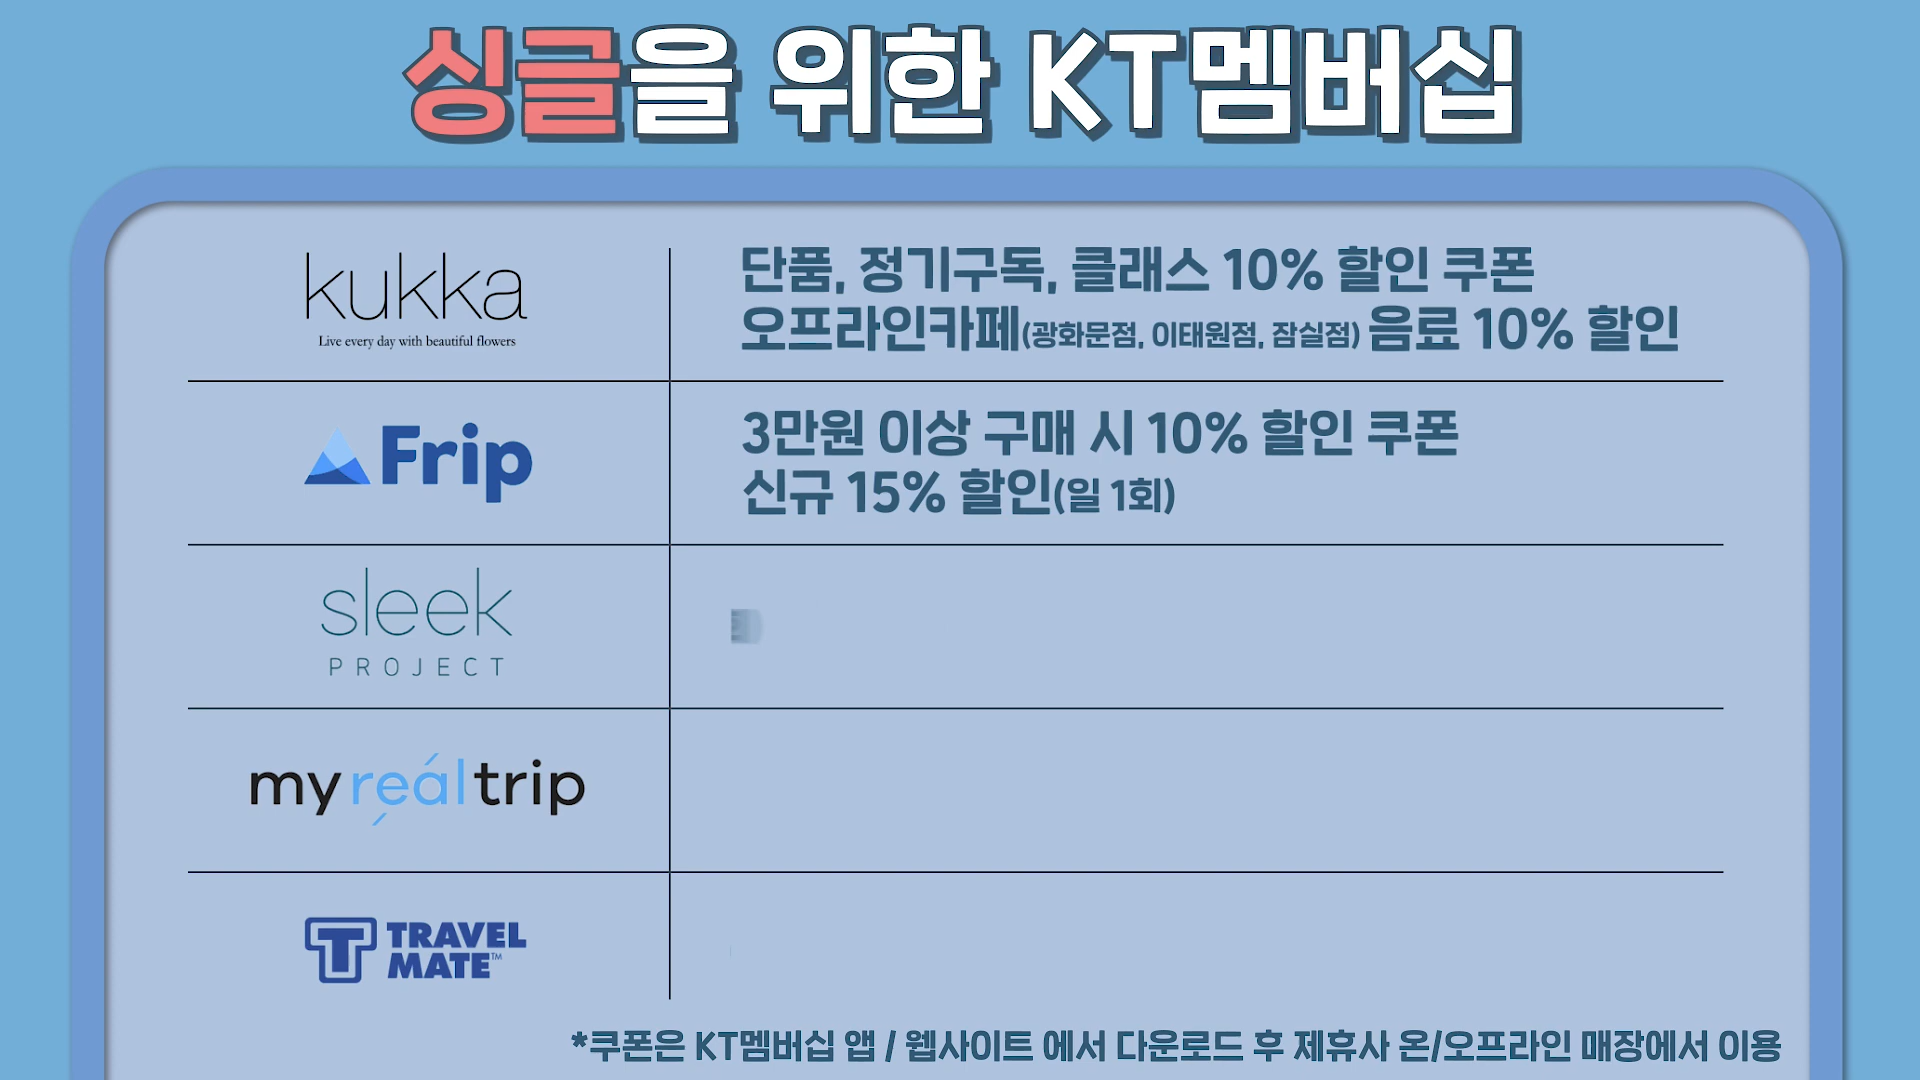 싱글을 위한 KT멤버십
kukka
Live every day with beautiful flowers
단품, 정기구독, 클래스 10% 할인 쿠폰
오프라인카페(광화문점, 이태원점, 잠실점) 음료 10% 할인
Frip
3만원 이상 구매 시 10% 할인 쿠폰
신규 15% 할인(일 1회)
sleek
PROJECT
myreáltrip
T TRAVEL
MATE™
*쿠폰은 KT멤버십 앱 / 웹사이트 에서 다운로드 후 제휴사 온/오프라인 매장에서 이용